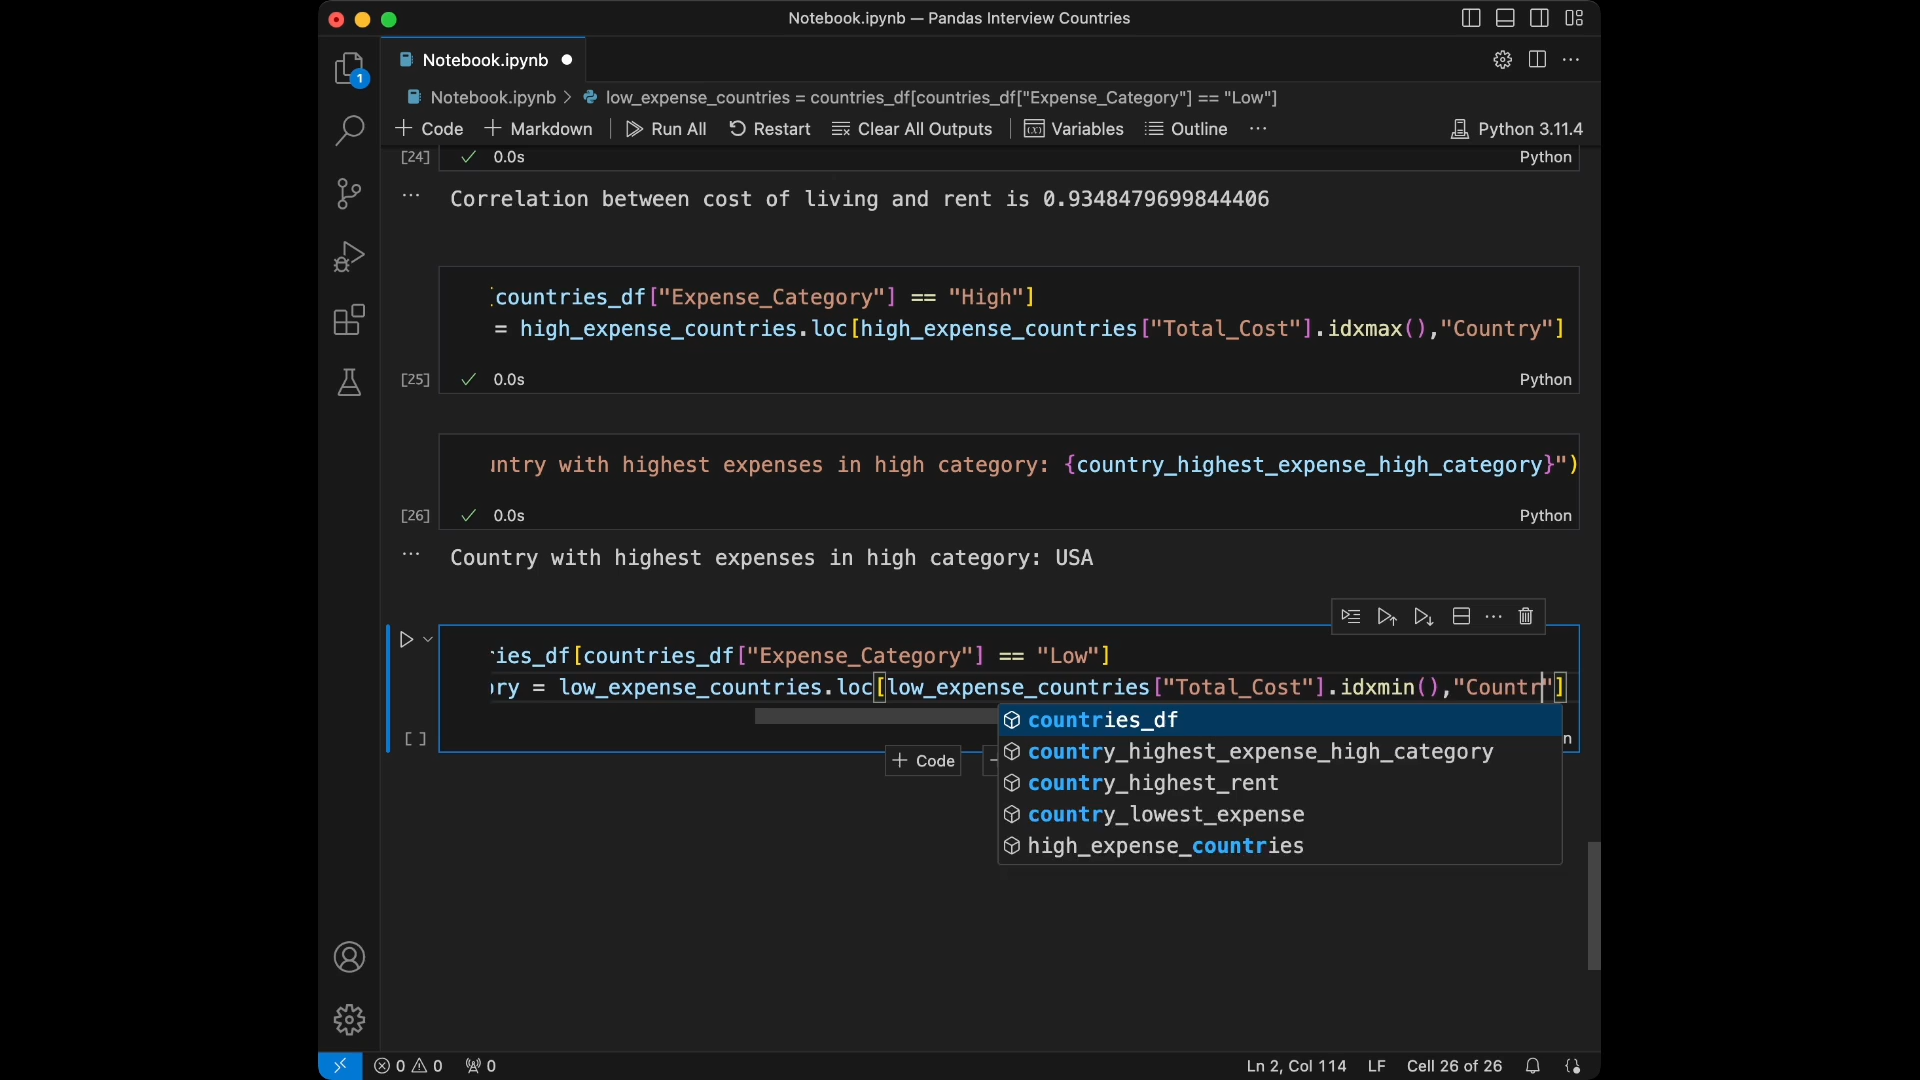 Notebook.ipynb — Pandas Interview Countries
Notebook.ipynb
1
Notebook.ipynb > low_expense_countries = countries_df[countries_df["Expense_Category"] == "Low"]
+ Code + Markdown Run All Restart Clear All Outputs Variables Outline ... Python 3.11.4
[24] 0.0s Python
... Correlation between cost of living and rent is 0.9348479699844406
countries_df["Expense_Category"] == "High"]
= high_expense_countries.loc[high_expense_countries["Total_Cost"].idxmax(),"Country"]
[25] 0.0s Python
ntry with highest expenses in high category: {country_highest_expense_high_category}")
[26] 0.0s Python
... Country with highest expenses in high category: USA
ies_df[countries_df["Expense_Category"] == "Low"]
ry = low_expense_countries.loc[low_expense_countries["Total_Cost"].idxmin(),"Countr"]
[ ]
n
+ Code
countries_df
country_highest_expense_high_category
country_highest_rent
country_lowest_expense
high_expense_countries
0 0 0 Ln 2, Col 114 LF Cell 26 of 26